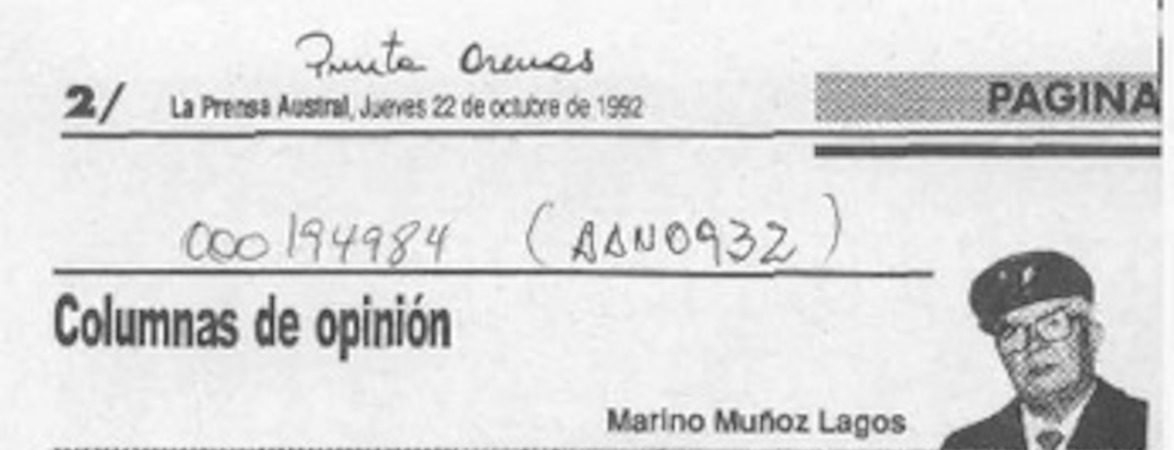 Punta Arenas
2/ La Prensa Austral, Jueves 22 de octubre de 1992 PAGINA
000194984 (AAN0932)
Columnas de opinión
Marino Muñoz Lagos